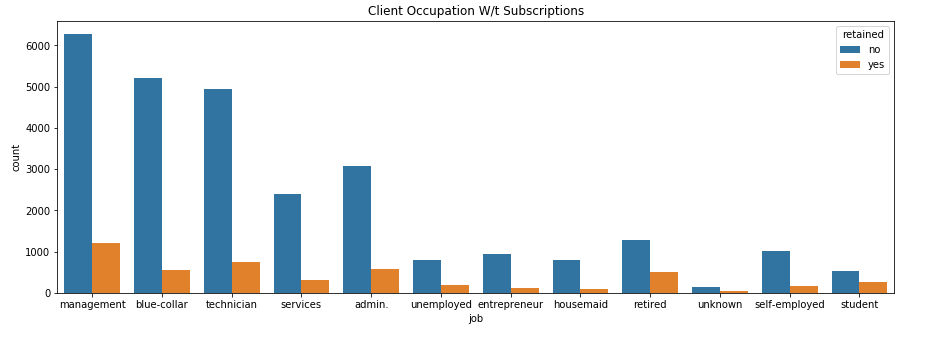 Client Occupation W/t Subscriptions
retained
no
yes
6000
5000
4000
3000
2000
1000
0
count
management blue-collar technician services admin. unemployed entrepreneur housemaid retired unknown self-employed student
job